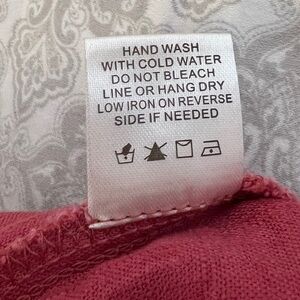 HAND WASH
WITH COLD WATER
DO NOT BLEACH
LINE OR HANG DRY
LOW IRON ON REVERSE
SIDE IF NEEDED